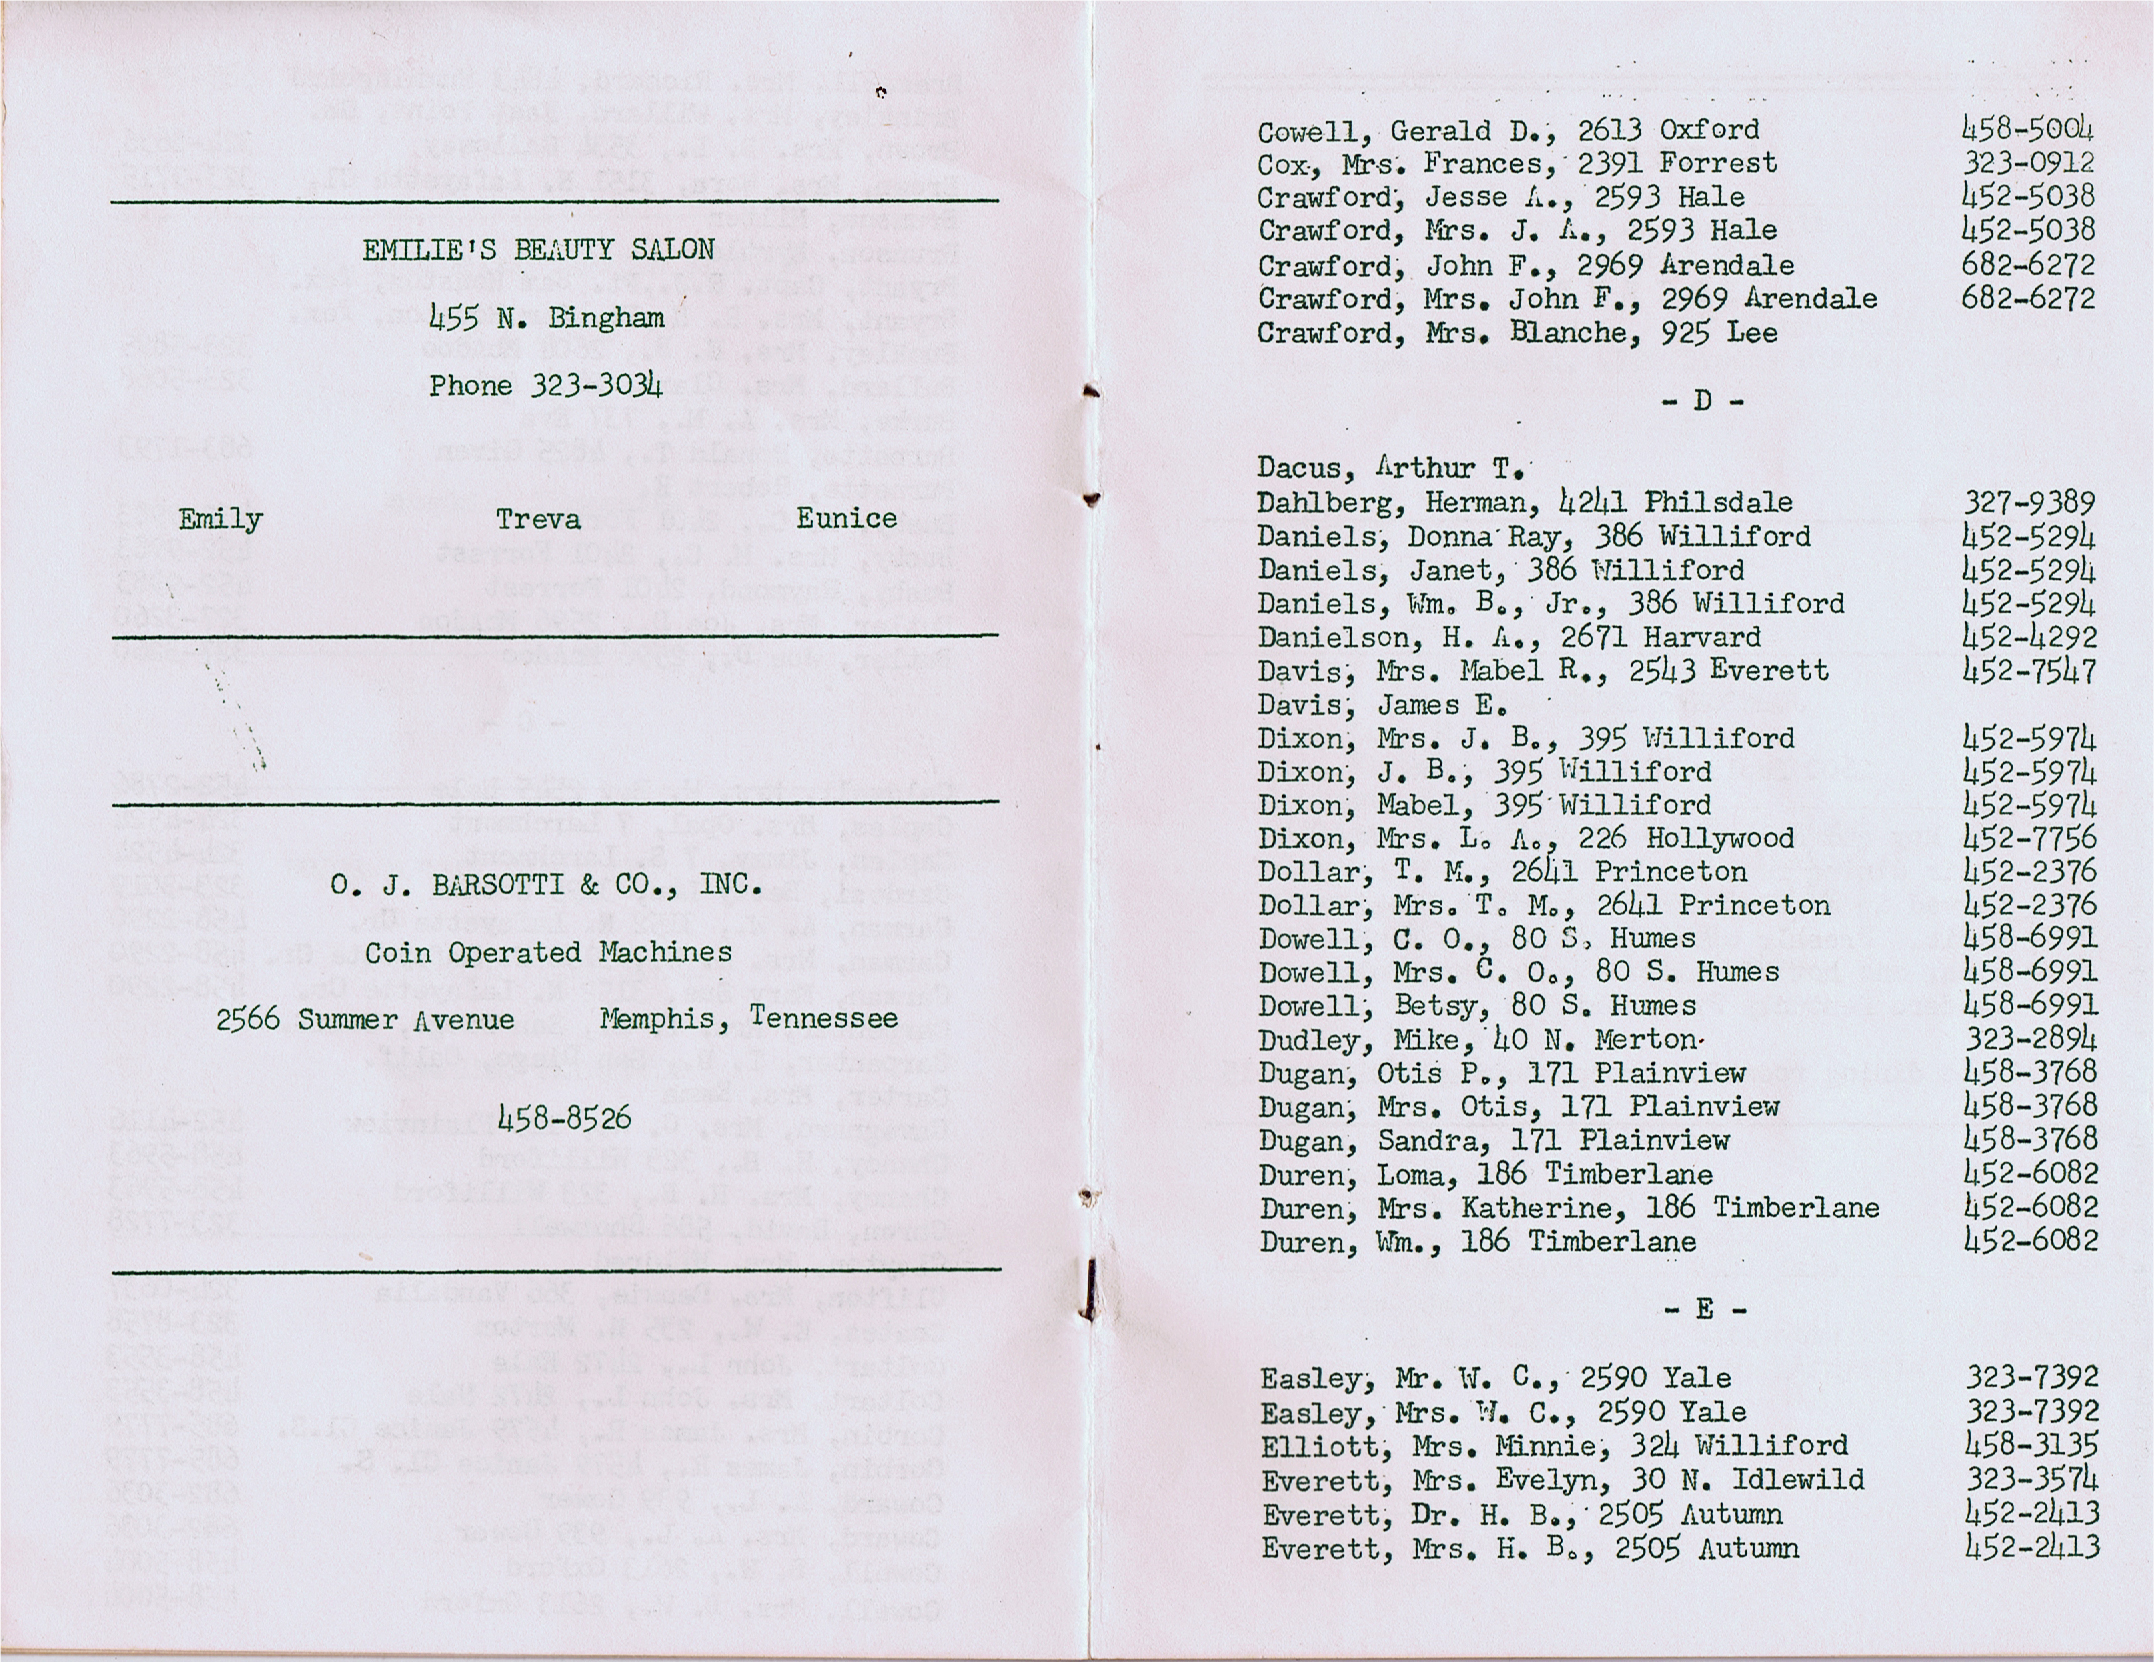 EMILIE'S BEAUTY SALON
455 N. Bingham
Phone 323-3034
Emily Treva Eunice
O. J. BARSOTTI & CO., INC.
Coin Operated Machines
2566 Summer Avenue Memphis, Tennessee
458-8526
Cowell, Gerald D., 2613 Oxford 458-5004
Cox, Mrs. Frances, 2391 Forrest 323-0912
Crawford, Jesse A., 2593 Hale 452-5038
Crawford, Mrs. J. A., 2593 Hale 452-5038
Crawford, John F., 2969 Arendale 682-6272
Crawford, Mrs. John F., 2969 Arendale 682-6272
Crawford, Mrs. Blanche, 925 Lee
- D -
Dacus, Arthur T.
Dahlberg, Herman, 4241 Philsdale 327-9389
Daniels, Donna Ray, 386 Williford 452-5294
Daniels, Janet, 386 Williford 452-5294
Daniels, Wm. B., Jr., 386 Williford 452-5294
Danielson, H. A., 2671 Harvard 452-4292
Davis, Mrs. Mabel R., 2543 Everett 452-7547
Davis, James E.
Dixon, Mrs. J. B., 395 Williford 452-5974
Dixon, J. B., 395 Williford 452-5974
Dixon, Mabel, 395 Williford 452-5974
Dixon, Mrs. L. A., 226 Hollywood 452-7756
Dollar, T. M., 2641 Princeton 452-2376
Dollar, Mrs. T. M., 2641 Princeton 452-2376
Dowell, C. O., 80 S. Humes 458-6991
Dowell, Mrs. C. O., 80 S. Humes 458-6991
Dowell, Betsy, 80 S. Humes 458-6991
Dudley, Mike, 40 N. Merton 323-2894
Dugan, Otis P., 171 Plainview 458-3768
Dugan, Mrs. Otis, 171 Plainview 458-3768
Dugan, Sandra, 171 Plainview 458-3768
Duren, Loma, 186 Timberlane 452-6082
Duren, Mrs. Katherine, 186 Timberlane 452-6082
Duren, Wm., 186 Timberlane 452-6082
- E -
Easley, Mr. W. C., 2590 Yale 323-7392
Easley, Mrs. W. C., 2590 Yale 323-7392
Elliott, Mrs. Minnie, 324 Williford 458-3135
Everett, Mrs. Evelyn, 30 N. Idlewild 323-3574
Everett, Dr. H. B., 2505 Autumn 452-2413
Everett, Mrs. H. B., 2505 Autumn 452-2413